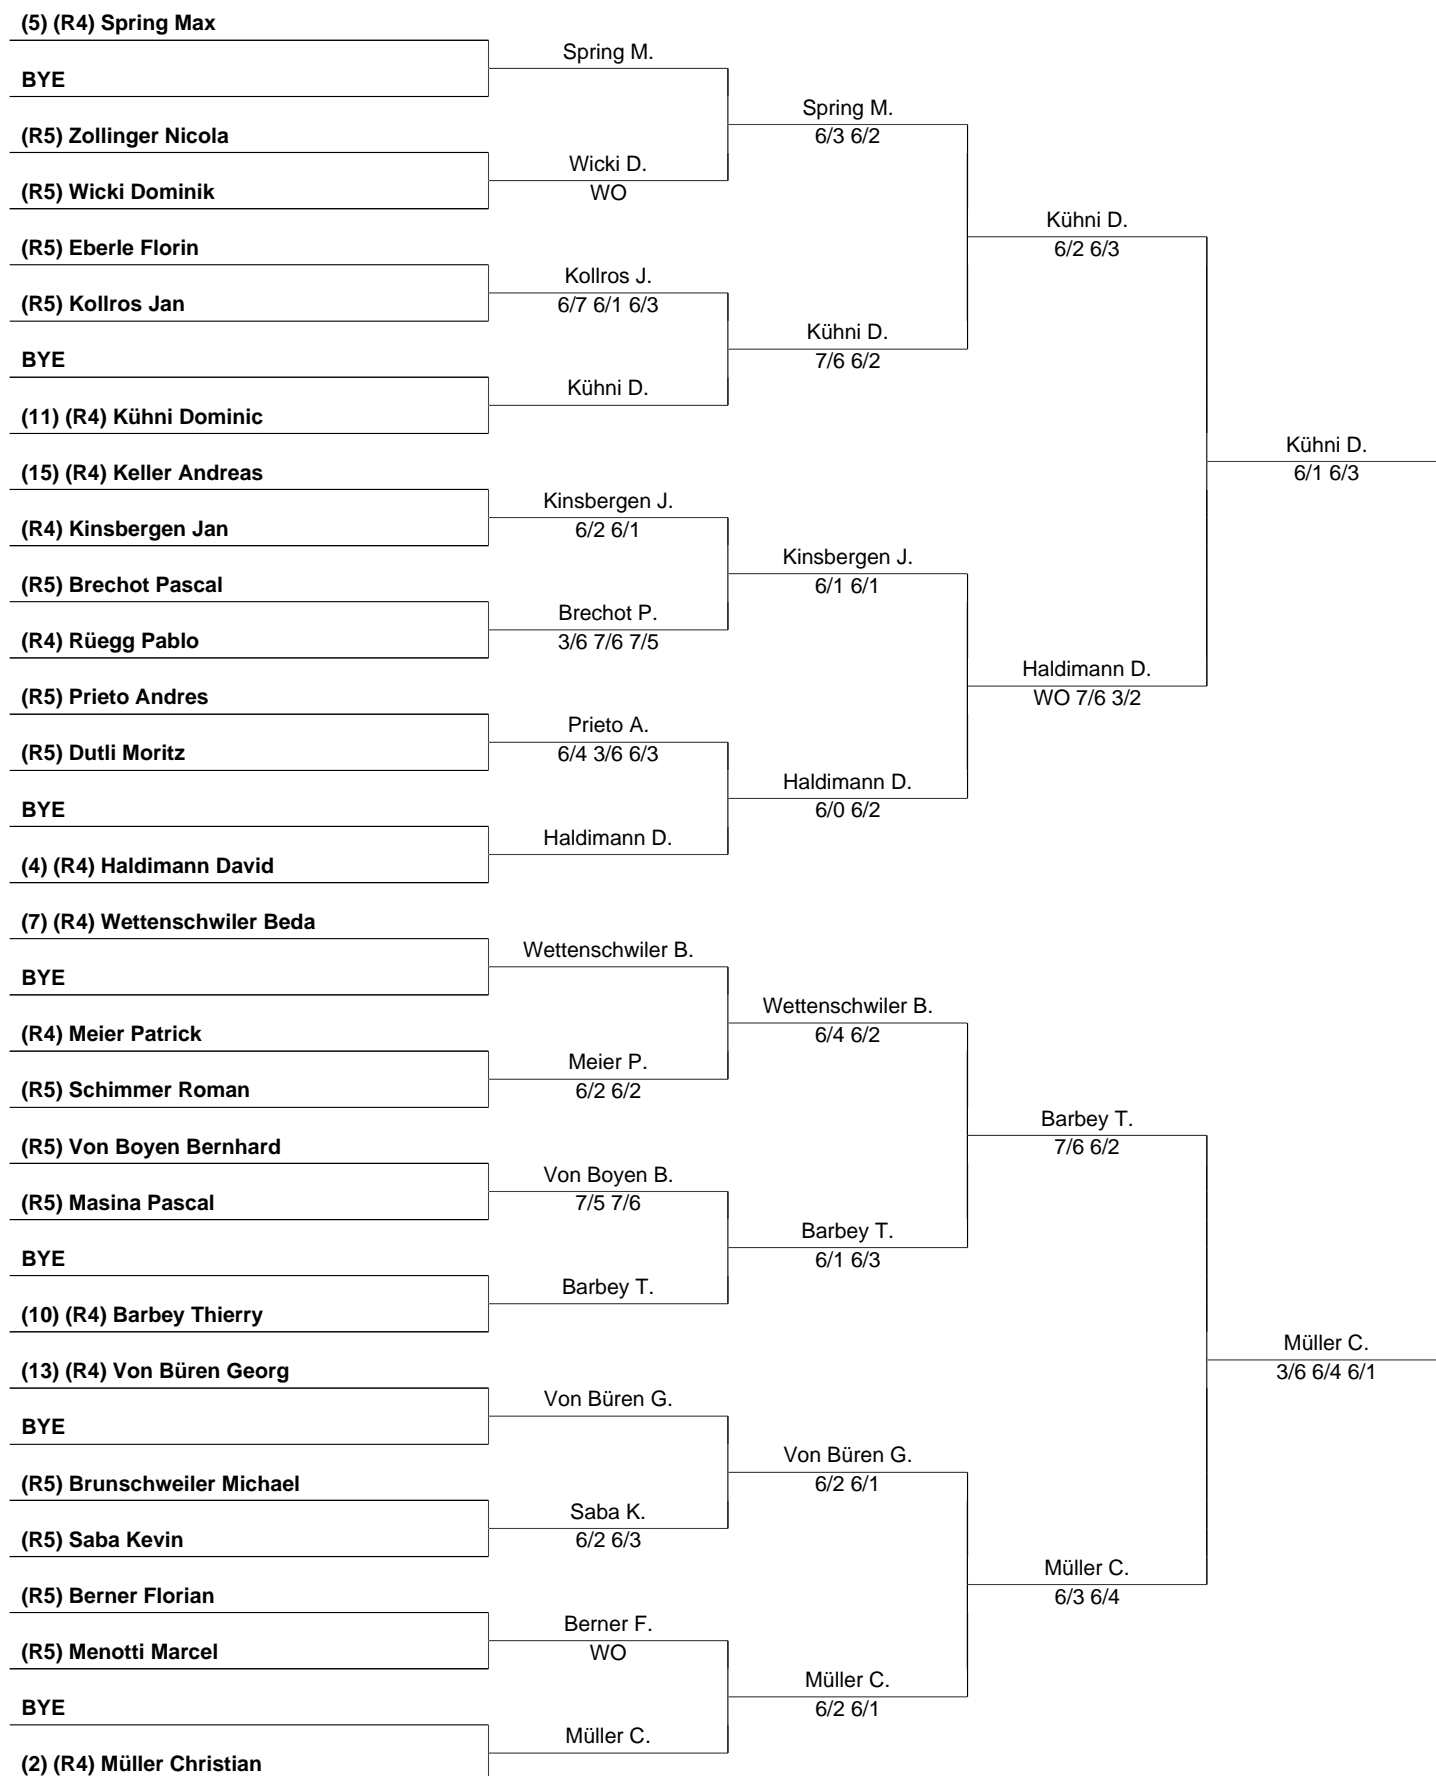 (5) (R4) Spring Max
BYE
(R5) Zollinger Nicola
(R5) Wicki Dominik
(R5) Eberle Florin
(R5) Kollros Jan
BYE
(11) (R4) Kühni Dominic
(15) (R4) Keller Andreas
(R4) Kinsbergen Jan
(R5) Brechot Pascal
(R4) Rüegg Pablo
(R5) Prieto Andres
(R5) Dutli Moritz
BYE
(4) (R4) Haldimann David
(7) (R4) Wettenschwiler Beda
BYE
(R4) Meier Patrick
(R5) Schimmer Roman
(R5) Von Boyen Bernhard
(R5) Masina Pascal
BYE
(10) (R4) Barbey Thierry
(13) (R4) Von Büren Georg
BYE
(R5) Brunschweiler Michael
(R5) Saba Kevin
(R5) Berner Florian
(R5) Menotti Marcel
BYE
(2) (R4) Müller Christian
Spring M.
Wicki D.
WO
Kollros J.
6/7 6/1 6/3
Kühni D.
Kinsbergen J.
6/2 6/1
Brechot P.
3/6 7/6 7/5
Prieto A.
6/4 3/6 6/3
Haldimann D.
Wettenschwiler B.
Meier P.
6/2 6/2
Von Boyen B.
7/5 7/6
Barbey T.
Von Büren G.
Saba K.
6/2 6/3
Berner F.
WO
Müller C.
Spring M.
6/3 6/2
Kühni D.
7/6 6/2
Kinsbergen J.
6/1 6/1
Haldimann D.
6/0 6/2
Wettenschwiler B.
6/4 6/2
Barbey T.
6/1 6/3
Von Büren G.
6/2 6/1
Müller C.
6/2 6/1
Kühni D.
6/2 6/3
Haldimann D.
WO 7/6 3/2
Barbey T.
7/6 6/2
Müller C.
6/3 6/4
Kühni D.
6/1 6/3
Müller C.
3/6 6/4 6/1